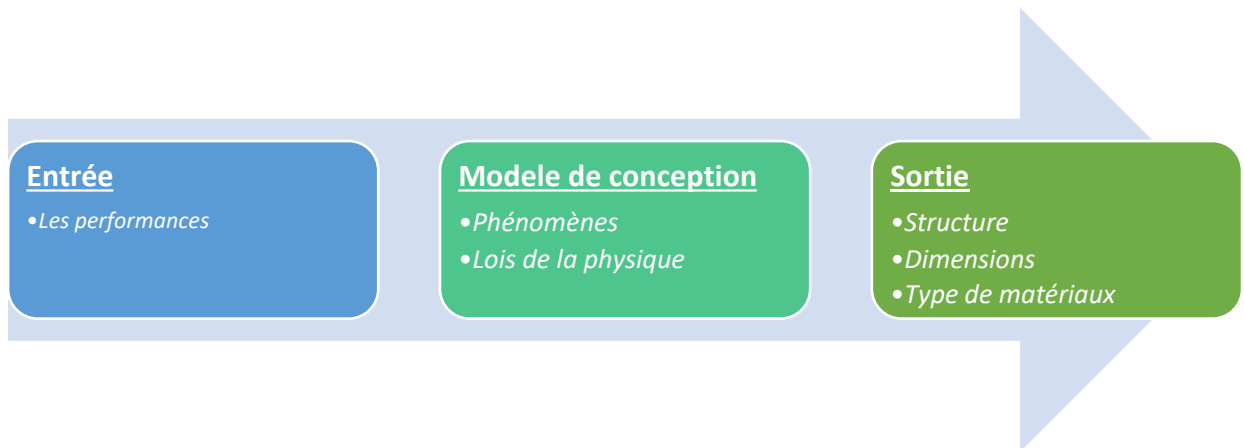 Entrée
•Les performances
Modele de conception
•Phénomènes
•Lois de la physique
Sortie
•Structure
•Dimensions
•Type de matériaux